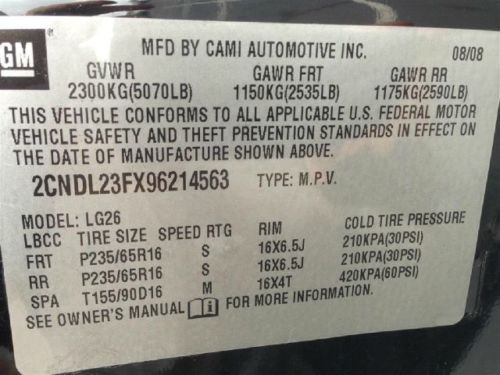 GM
MFD BY CAMI AUTOMOTIVE INC. 08/08
GVWR GAWR FRT GAWR RR
2300KG(5070LB) 1150KG(2535LB) 1175KG(2590LB)
THIS VEHICLE CONFORMS TO ALL APPLICABLE U.S. FEDERAL MOTOR
VEHICLE SAFETY AND THEFT PREVENTION STANDARDS IN EFFECT ON
THE DATE OF MANUFACTURE SHOWN ABOVE.
2CNDL23FX96214563 TYPE: M.P.V.
MODEL: LG26
LBCC TIRE SIZE SPEED RTG RIM COLD TIRE PRESSURE
FRT P235/65R16 S 16X6.5J 210KPA(30PSI)
RR P235/65R16 S 16X6.5J 210KPA(30PSI)
SPA T155/90D16 M 16X4T 420KPA(60PSI)
SEE OWNER'S MANUAL i FOR MORE INFORMATION.